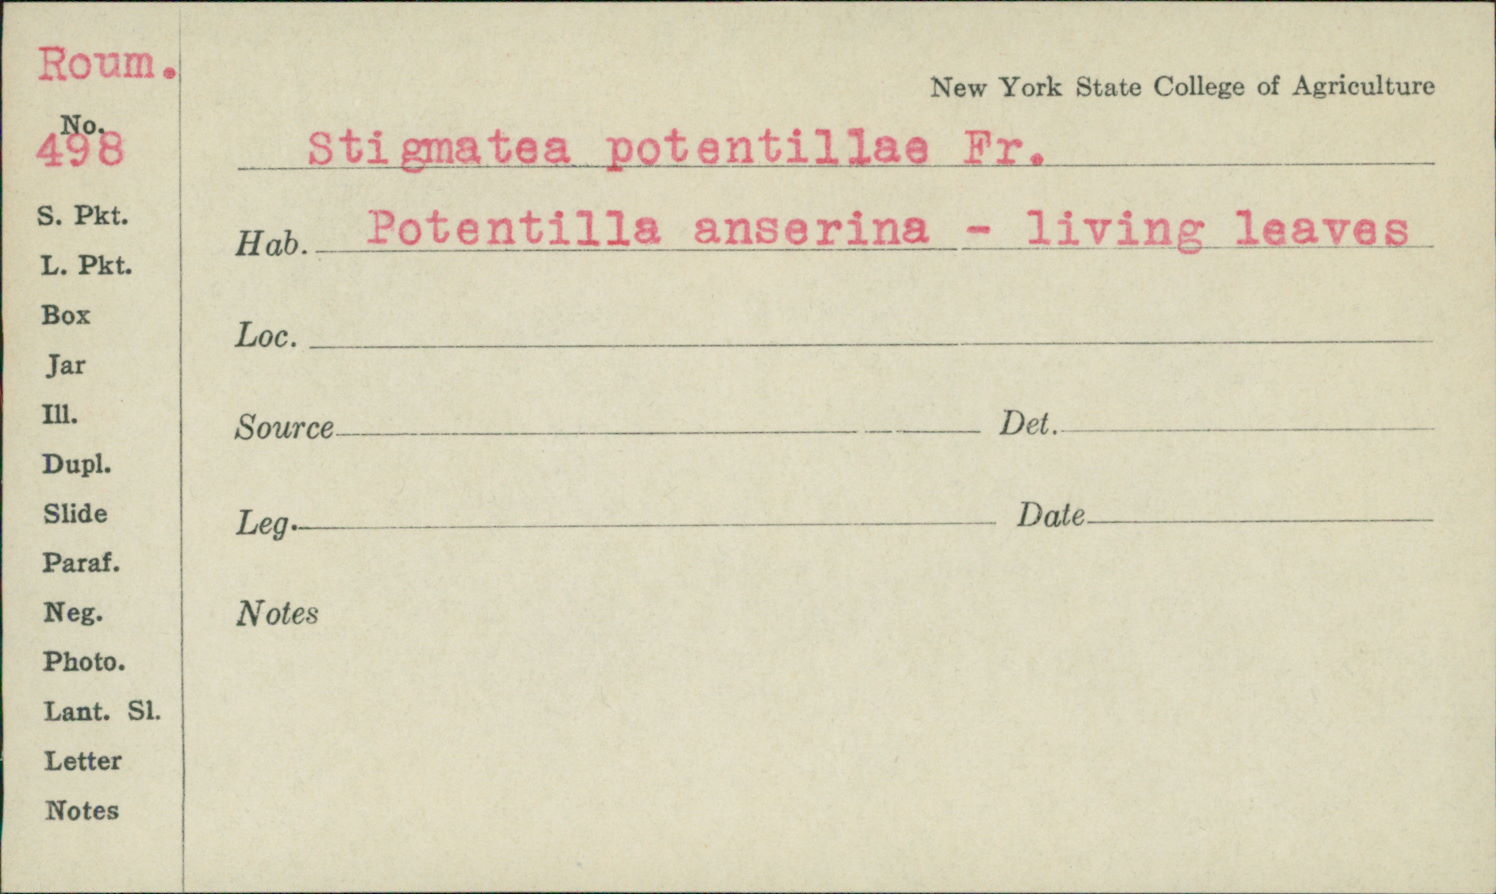 Roum.
New York State College of Agriculture
No.
498
Stigmatea potentillae Fr.
S. Pkt.
Hab. Potentilla anserina - living leaves
L. Pkt.
Box
Loc.
Jar
Ill.
Source Det.
Dupl.
Slide
Leg. Date
Paraf.
Neg.
Notes
Photo.
Lant. Sl.
Letter
Notes